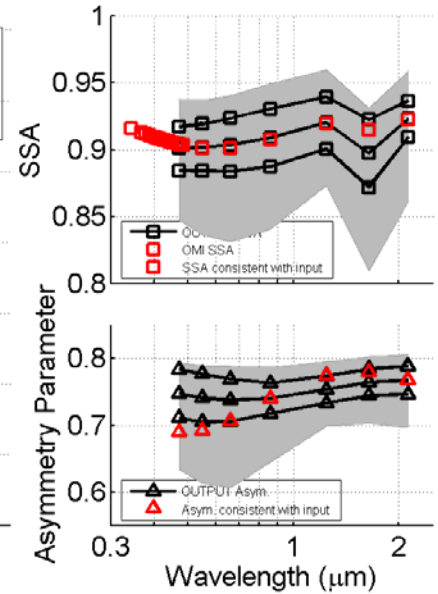 1
0.95
0.9
0.85
0.8
SSA
OMI SSA
SSA consistent with input
0.8
0.7
0.6
Asymmetry Parameter
OUTPUT Asym.
Asym. consistent with input
0.3
1
2
Wavelength (μm)